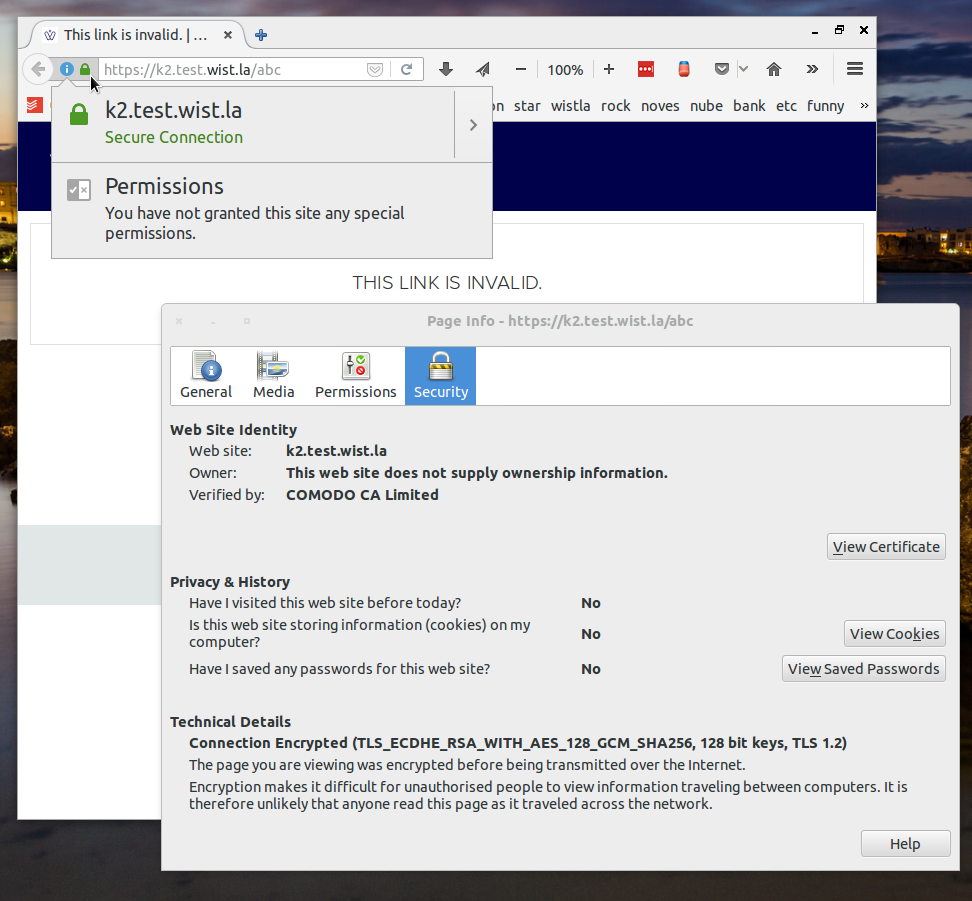 This link is invalid. | ...
https://k2.test.wist.la/abc
100%
on star wistla rock noves nube bank etc funny »
k2.test.wist.la
Secure Connection
Permissions
You have not granted this site any special
permissions.
THIS LINK IS INVALID.
Page Info - https://k2.test.wist.la/abc
General Media Permissions Security
Web Site Identity
Web site: k2.test.wist.la
Owner: This web site does not supply ownership information.
Verified by: COMODO CA Limited
View Certificate
Privacy & History
Have I visited this web site before today? No
Is this web site storing information (cookies) on my
computer? No
View Cookies
Have I saved any passwords for this web site? No
View Saved Passwords
Technical Details
Connection Encrypted (TLS_ECDHE_RSA_WITH_AES_128_GCM_SHA256, 128 bit keys, TLS 1.2)
The page you are viewing was encrypted before being transmitted over the Internet.
Encryption makes it difficult for unauthorised people to view information traveling between computers. It is
therefore unlikely that anyone read this page as it traveled across the network.
Help